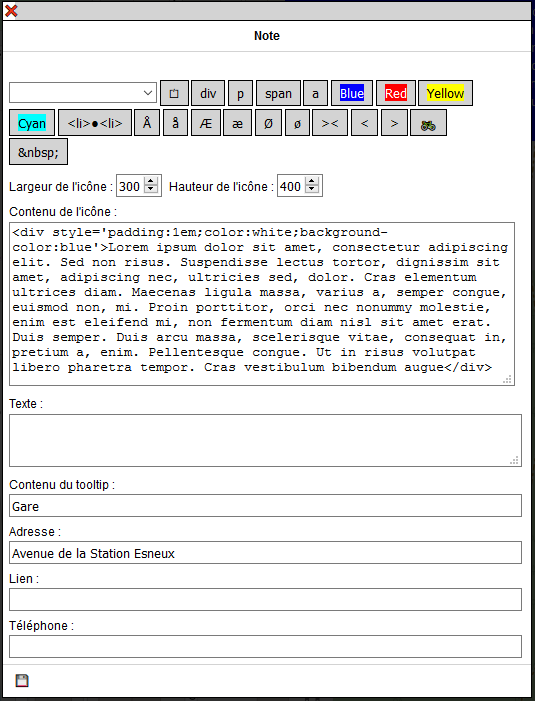 Note
div p span a Blue Red Yellow
Cyan <li>●<li> Å å Æ æ Ø ø >< < >
&nbsp;
Largeur de l'icône : 300 Hauteur de l'icône : 400
Contenu de l'icône :
<div style='padding:1em;color:white;background-
color:blue'>Lorem ipsum dolor sit amet, consectetur adipiscing
elit. Sed non risus. Suspendisse lectus tortor, dignissim sit
amet, adipiscing nec, ultricies sed, dolor. Cras elementum
ultrices diam. Maecenas ligula massa, varius a, semper congue,
euismod non, mi. Proin porttitor, orci nec nonummy molestie,
enim est eleifend mi, non fermentum diam nisl sit amet erat.
Duis semper. Duis arcu massa, scelerisque vitae, consequat in,
pretium a, enim. Pellentesque congue. Ut in risus volutpat
libero pharetra tempor. Cras vestibulum bibendum augue</div>
Texte :
Contenu du tooltip :
Gare
Adresse :
Avenue de la Station Esneux
Lien :
Téléphone :